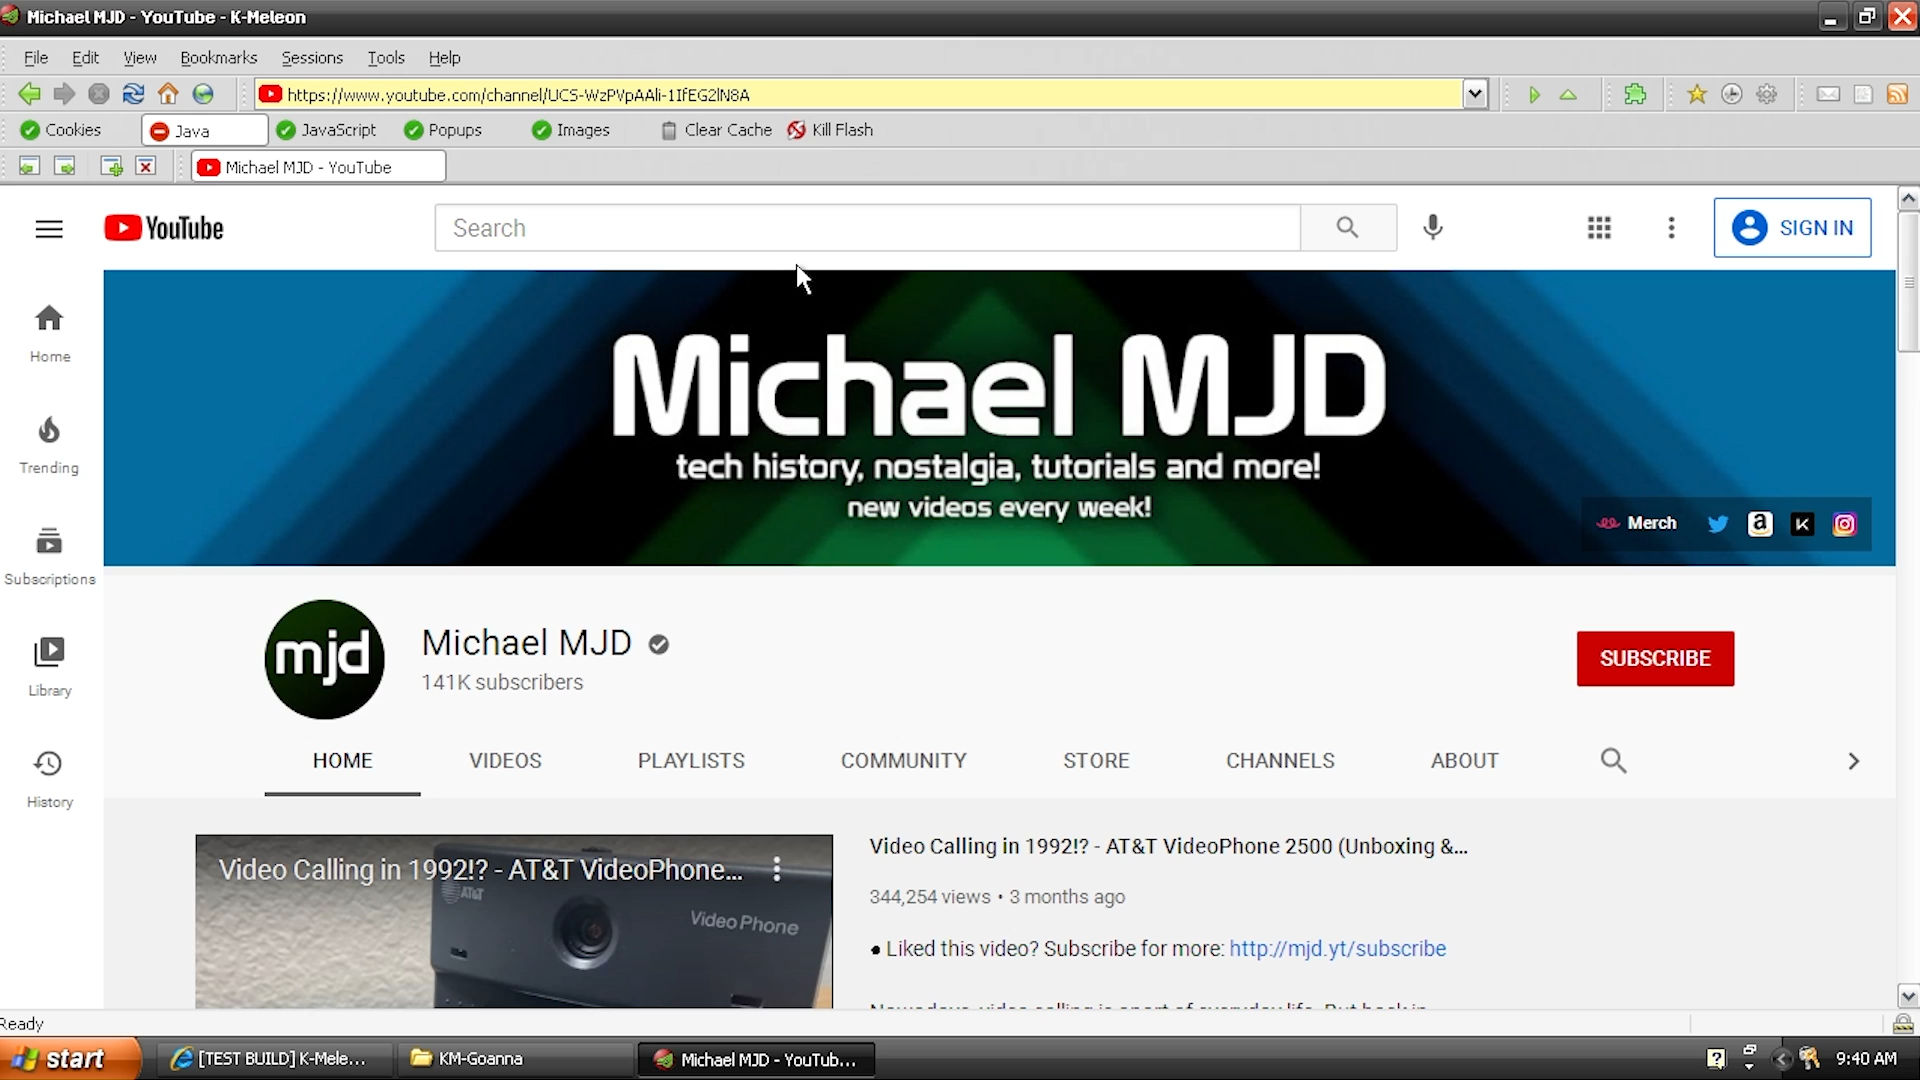 Michael MJD - YouTube - K-Meleon
File Edit View Bookmarks Sessions Tools Help
https://www.youtube.com/channel/UCS-WzPVpAAli-1IfEG2lN8A
Cookies Java JavaScript Popups Images Clear Cache Kill Flash
Michael MJD - YouTube
YouTube Search SIGN IN
Home
Trending
Subscriptions
Library
History
Michael MJD
tech history, nostalgia, tutorials and more!
new videos every week!
Merch
mjd
Michael MJD
141K subscribers
SUBSCRIBE
HOME VIDEOS PLAYLISTS COMMUNITY STORE CHANNELS ABOUT
Video Calling in 1992!? - AT&T VideoPhone...
AT&T
VideoPhone
Video Calling in 1992!? - AT&T VideoPhone 2500 (Unboxing &...
344,254 views • 3 months ago
● Liked this video? Subscribe for more: http://mjd.yt/subscribe
Ready
start [TEST BUILD] K-Mele... KM-Goanna Michael MJD - YouTub... 9:40 AM